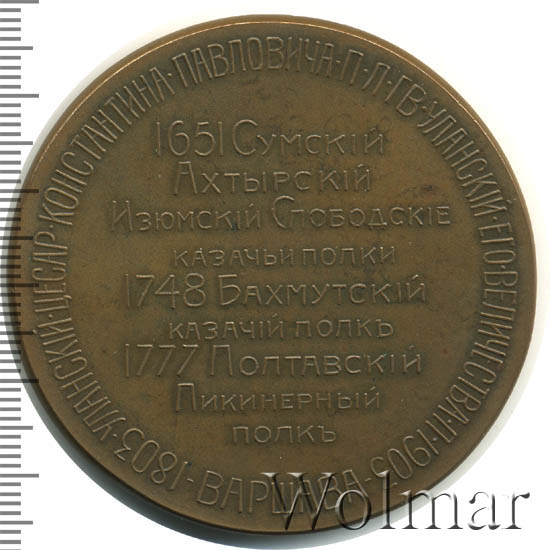 1803·УЛАНСКІЙ·ЦЕСАР·КОНСТАНТИНА·ПАВЛОВИЧА·П·Л·ГВ·УЛАНСКІЙ·ЕГО·ВЕЛИЧЕСТВА·П·1903·ВАРШАВА·
1651 Сумскій
Ахтырскій
Изюмскій Слободскіе
казачьи полки
1748 Бахмутскій
казачій полкъ
1777 Полтавскій
Пикинерный
полкъ
Wolmar